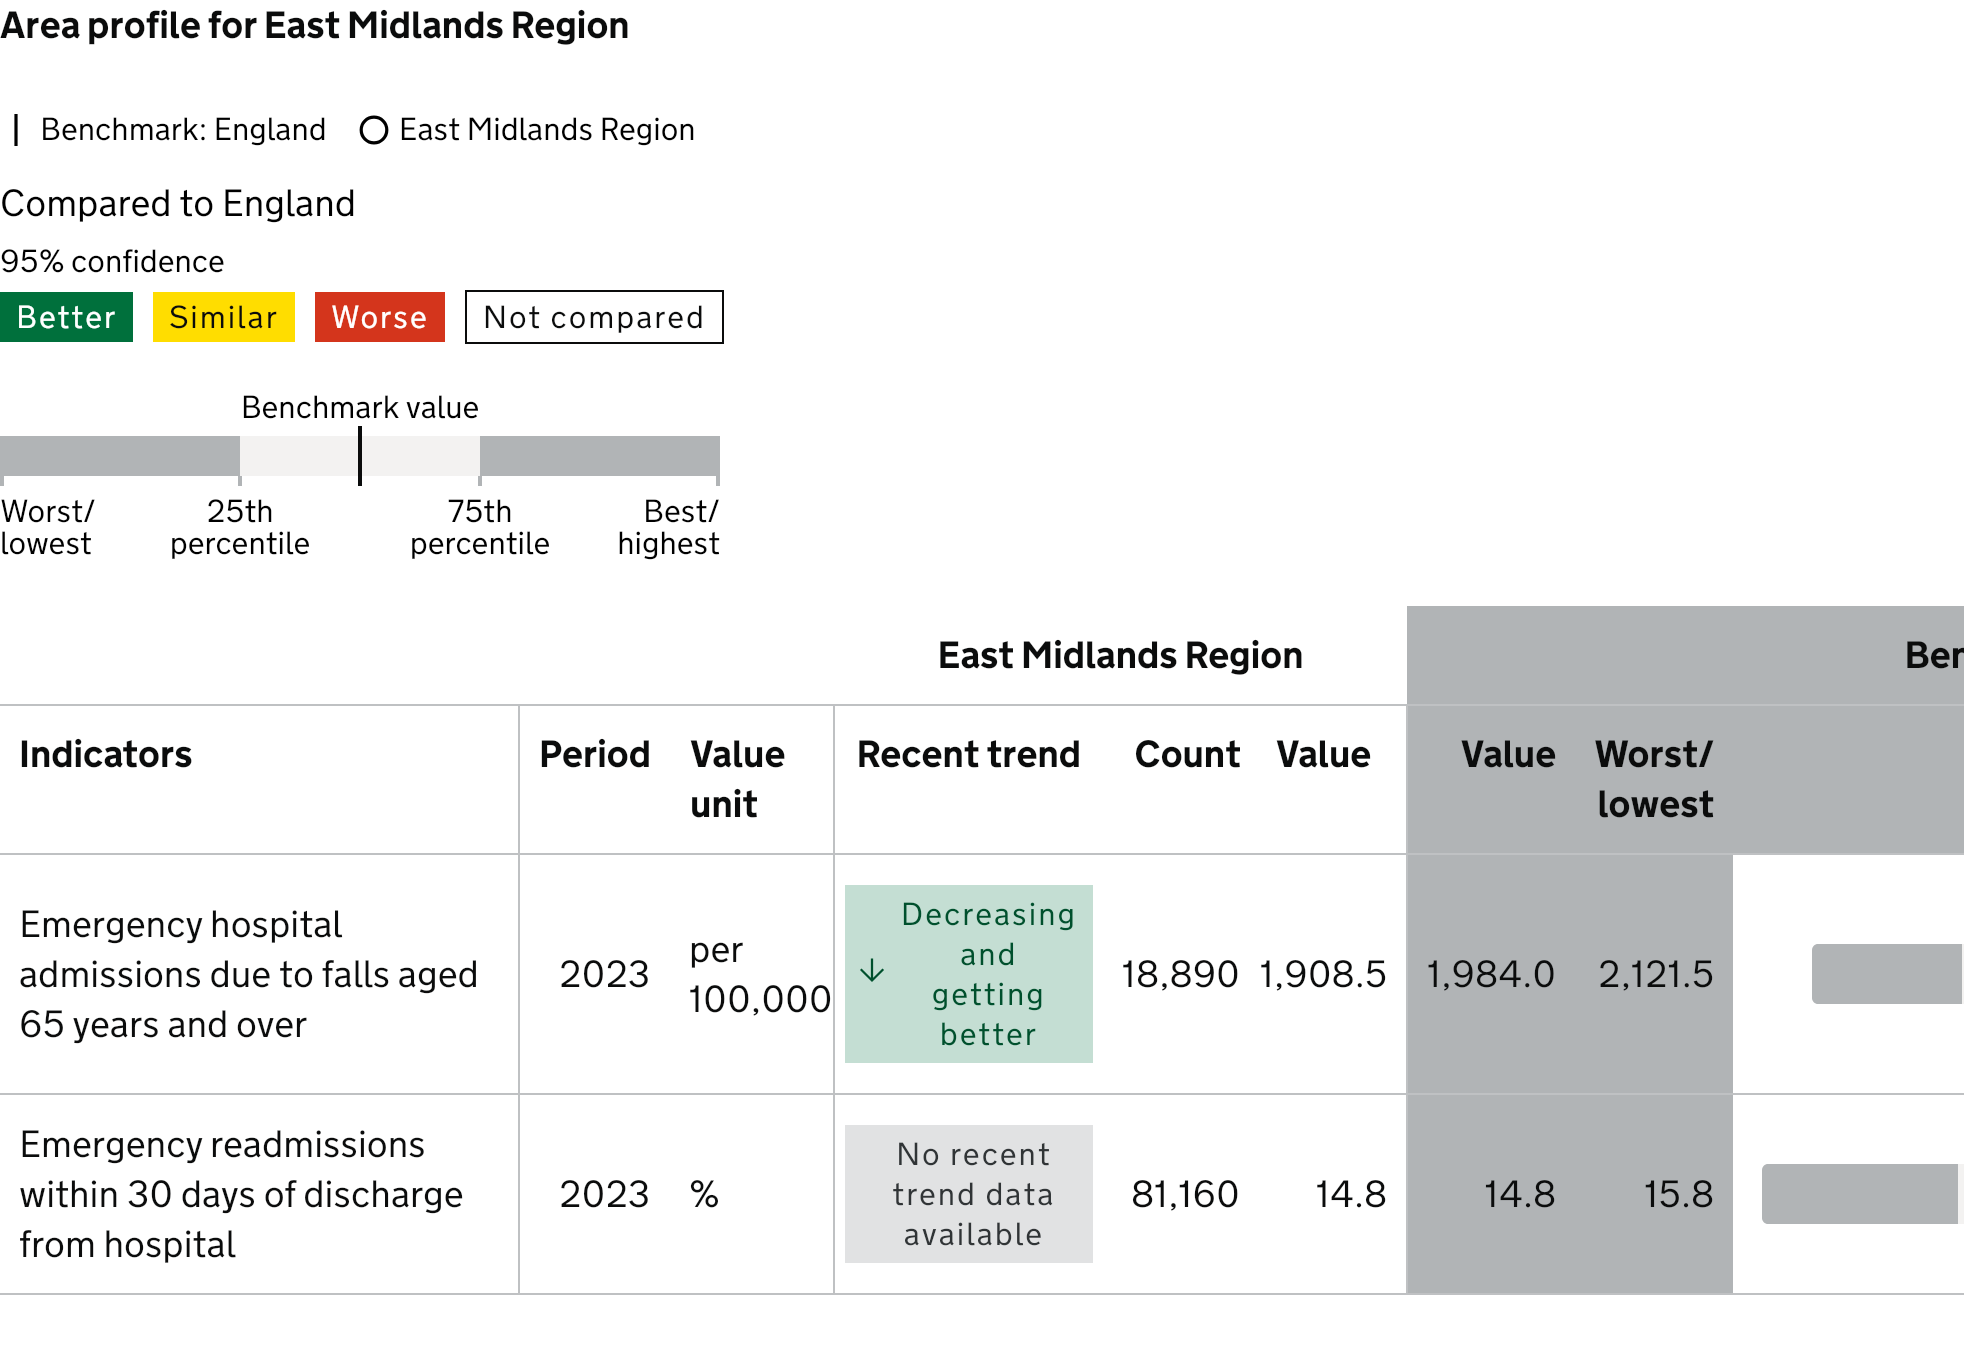 Area profile for East Midlands Region
Benchmark: England East Midlands Region
Compared to England
95% confidence
Better Similar Worse Not compared
Benchmark value
Worst/ lowest 25th percentile 75th percentile Best/ highest
East Midlands Region Ber
Indicators Period Value unit Recent trend Count Value Value Worst/ lowest
Emergency hospital admissions due to falls aged 65 years and over 2023 per 100,000 Decreasing and getting better 18,890 1,908.5 1,984.0 2,121.5
Emergency readmissions within 30 days of discharge from hospital 2023 % No recent trend data available 81,160 14.8 14.8 15.8